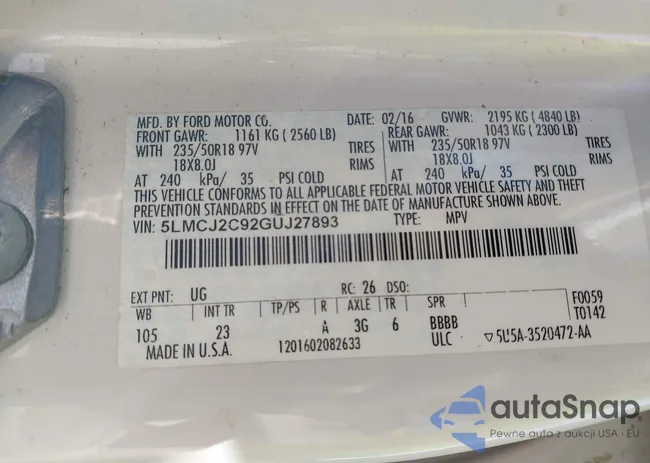 MFD. BY FORD MOTOR CO. 02/16 GVWR: 2195 KG ( 4840 LB)
FRONT GAWR: 1161 KG ( 2560 LB) REAR GAWR: 1043 KG ( 2300 LB)
WITH 235/50R18 97V TIRES WITH 235/50R18 97V TIRES
18X8.0J RIMS 18X8.0J RIMS
AT 240 kPa/ 35 PSI COLD AT 240 kPa/ 35 PSI COLD
THIS VEHICLE CONFORMS TO ALL APPLICABLE FEDERAL MOTOR VEHICLE SAFETY AND THEFT
PREVENTION STANDARDS IN EFFECT ON THE DATE OF MANUFACTURE SHOWN ABOVE.
VIN: 5LMCJ2C92GUJ27893 TYPE: MPV
EXT PNT: UG RC: 26 DSO:
WB INT TR TP/PS R AXLE TR SPR F0059
105 23 A 3G 6 BBBB T0142
MADE IN U.S.A. 1201602082633 ULC ▽5U5A-3520472-AA
autoSnap
Pewne auto z aukcji USA i EU